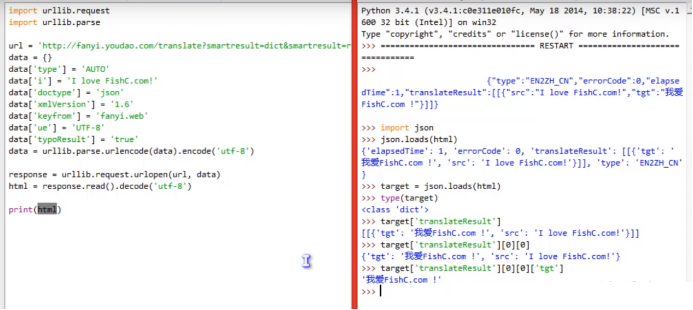 import urllib.request
import urllib.parse
url = 'http://fanyi.youdao.com/translate?smartresult=dict&smartresult=r
data = {}
data['type'] = 'AUTO'
data['i'] = 'I love FishC.com!'
data['doctype'] = 'json'
data['xmlVersion'] = '1.6'
data['keyfrom'] = 'fanyi.web'
data['ue'] = 'UTF-8'
data['typoResult'] = 'true'
data = urllib.parse.urlencode(data).encode('utf-8')
response = urllib.request.urlopen(url, data)
html = response.read().decode('utf-8')
print(html)
Python 3.4.1 (v3.4.1:c0e311e010fc, May 18 2014, 10:38:22) [MSC v.1
600 32 bit (Intel)] on win32
Type "copyright", "credits" or "license()" for more information.
>>> ================================ RESTART ======================
==========
>>>
{"type":"EN2ZH_CN","errorCode":0,"elapse
dTime":1,"translateResult":[[{"src":"I love FishC.com!","tgt":"我爱
FishC.com !"}]]}
>>> import json
>>> json.loads(html)
{'elapsedTime': 1, 'errorCode': 0, 'translateResult': [[{'tgt': '
我爱FishC.com !', 'src': 'I love FishC.com!'}]], 'type': 'EN2ZH_CN'
}
>>> target = json.loads(html)
>>> type(target)
<class 'dict'>
>>> target['translateResult']
[[{'tgt': '我爱FishC.com !', 'src': 'I love FishC.com!'}]]
>>> target['translateResult'][0][0]
{'tgt': '我爱FishC.com !', 'src': 'I love FishC.com!'}
>>> target['translateResult'][0][0]['tgt']
'我爱FishC.com !'
>>>